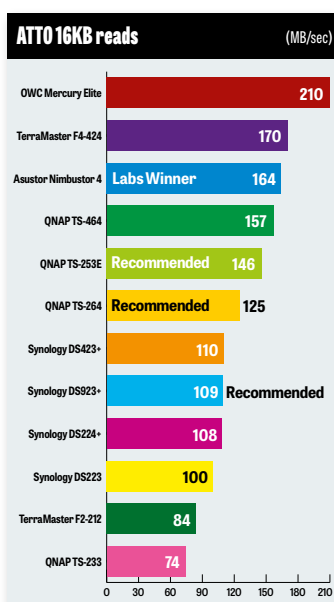 ATTO 16KB reads (MB/sec)
OWC Mercury Elite 210
TerraMaster F4-424 170
Asustor Nimbustor 4 Labs Winner 164
QNAP TS-464 157
QNAP TS-253E Recommended 146
QNAP TS-264 Recommended 125
Synology DS423+ 110
Synology DS923+ 109 Recommended
Synology DS224+ 108
Synology DS223 100
TerraMaster F2-212 84
QNAP TS-233 74
0 30 60 90 120 150 180 210